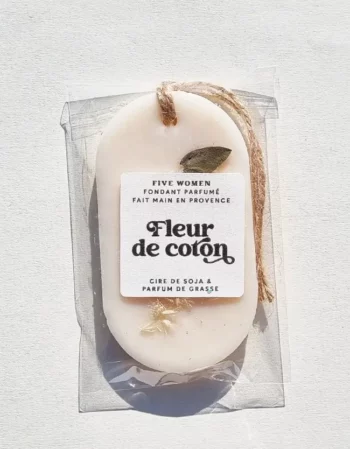 FIVE WOMEN
FONDANT PARFUMÉ
FAIT MAIN EN PROVENCE
Fleur
de coton
CIRE DE SOJA &
PARFUM DE GRASSE